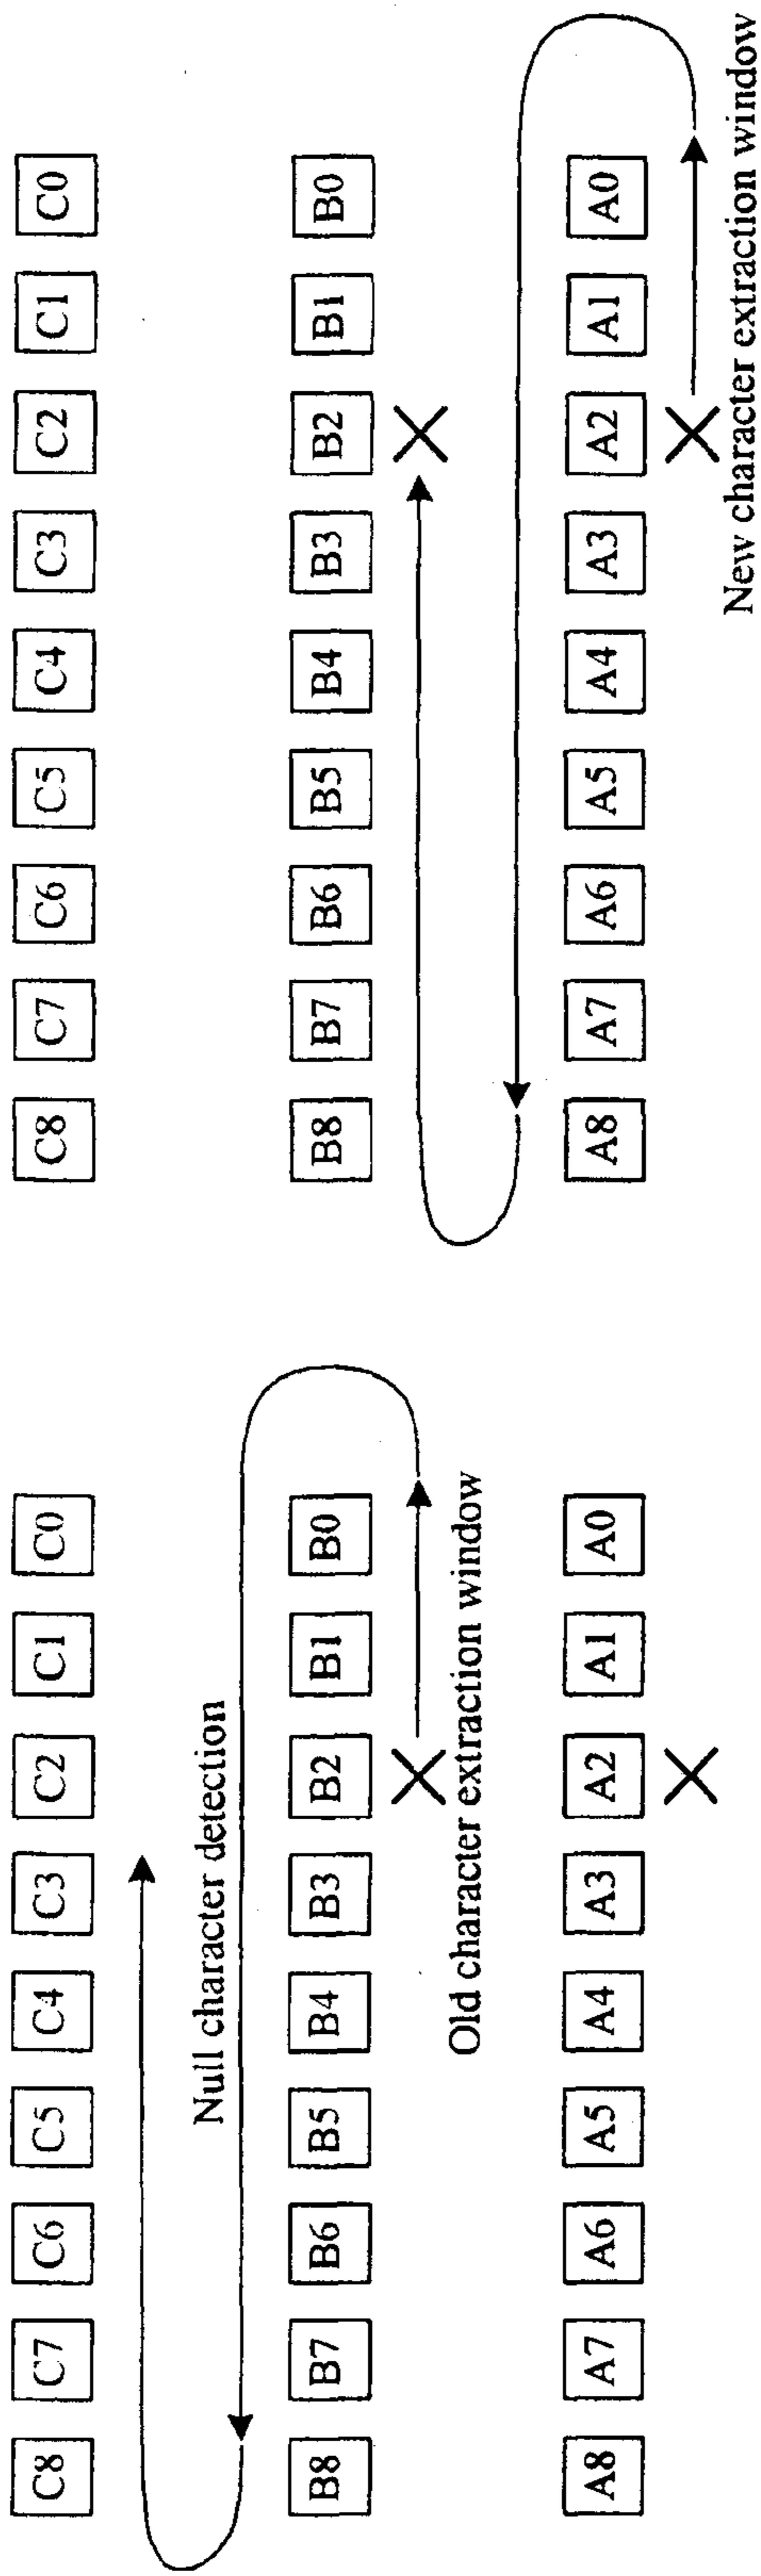 C8 C7 C6 C5 C4 C3 C2 C1 C0
Null character detection
B8 B7 B6 B5 B4 B3 B2 B1 B0
Old character extraction window
A8 A7 A6 A5 A4 A3 A2 A1 A0
C8 C7 C6 C5 C4 C3 C2 C1 C0
B8 B7 B6 B5 B4 B3 B2 B1 B0
A8 A7 A6 A5 A4 A3 A2 A1 A0
New character extraction window